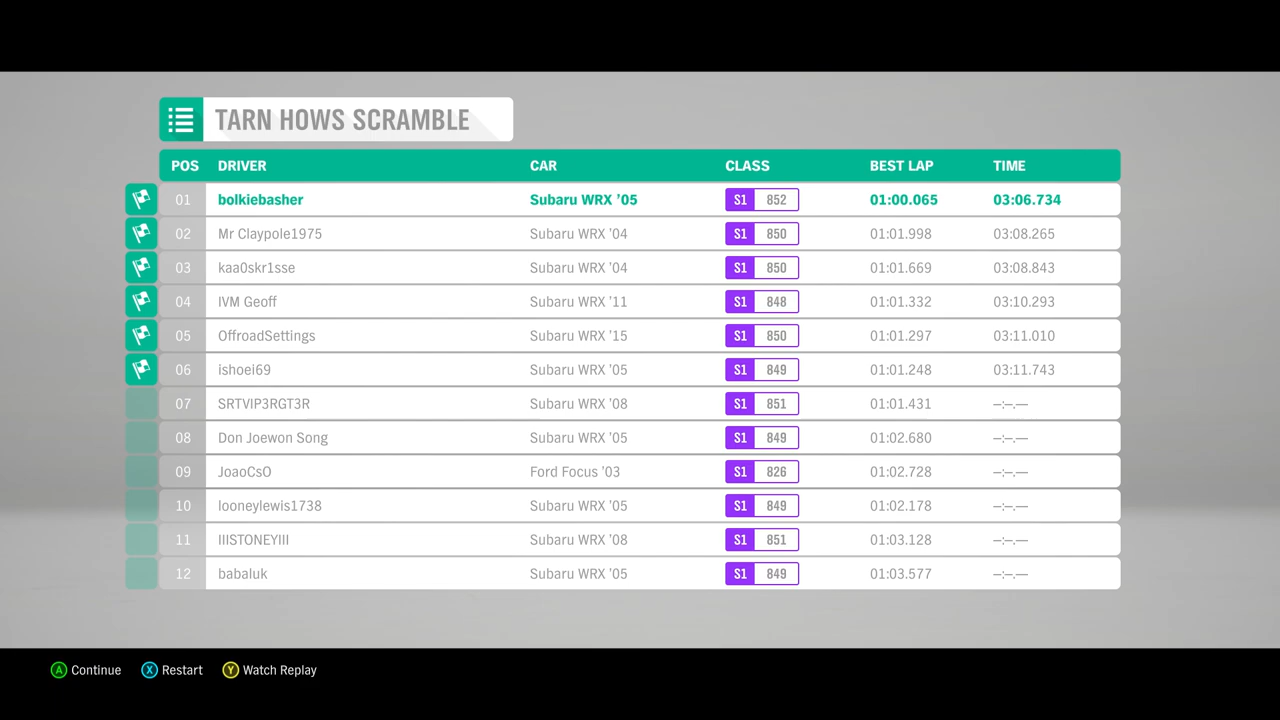 TARN HOWS SCRAMBLE
POS DRIVER CAR CLASS BEST LAP TIME
01 bolkiebasher Subaru WRX '05 S1 852 01:00.065 03:06.734
02 Mr Claypole1975 Subaru WRX '04 S1 850 01:01.998 03:08.265
03 kaa0skr1sse Subaru WRX '04 S1 850 01:01.669 03:08.843
04 IVM Geoff Subaru WRX '11 S1 848 01:01.332 03:10.293
05 OffroadSettings Subaru WRX '15 S1 850 01:01.297 03:11.010
06 ishoei69 Subaru WRX '05 S1 849 01:01.248 03:11.743
07 SRTVIP3RGT3R Subaru WRX '08 S1 851 01:01.431 --:--.---
08 Don Joewon Song Subaru WRX '05 S1 849 01:02.680 --:--.---
09 JoaoCsO Ford Focus '03 S1 826 01:02.728 --:--.---
10 looneylewis1738 Subaru WRX '05 S1 849 01:02.178 --:--.---
11 IIISTONEYIII Subaru WRX '08 S1 851 01:03.128 --:--.---
12 babaluk Subaru WRX '05 S1 849 01:03.577 --:--.---
A Continue X Restart Y Watch Replay